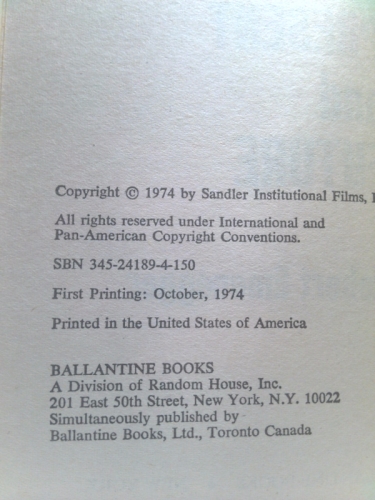 Copyright © 1974 by Sandler Institutional Films,
All rights reserved under International and
Pan-American Copyright Conventions.
SBN 345-24189-4-150
First Printing: October, 1974
Printed in the United States of America
BALLANTINE BOOKS
A Division of Random House, Inc.
201 East 50th Street, New York, N.Y. 10022
Simultaneously published by
Ballantine Books, Ltd., Toronto Canada